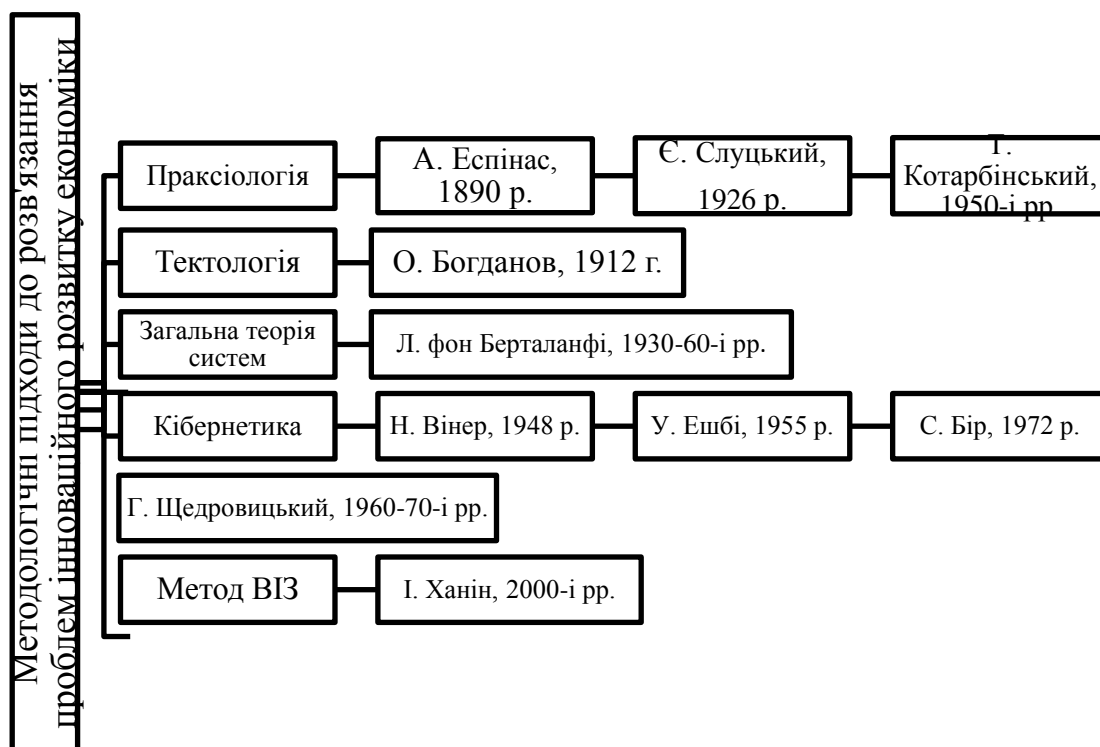 Методологічні підходи до розв'язання
проблем інноваційного розвитку економіки
Праксіологія
А. Еспінас,
1890 р.
Є. Слуцький,
1926 р.
Т.
Котарбінський,
1950-і рр.
Тектологія
О. Богданов, 1912 г.
Загальна теорія
систем
Л. фон Берталанфі, 1930-60-і рр.
Кібернетика
Н. Вінер, 1948 р.
У. Ешбі, 1955 р.
С. Бір, 1972 р.
Г. Щедровицький, 1960-70-і рр.
Метод ВІЗ
І. Ханін, 2000-і рр.